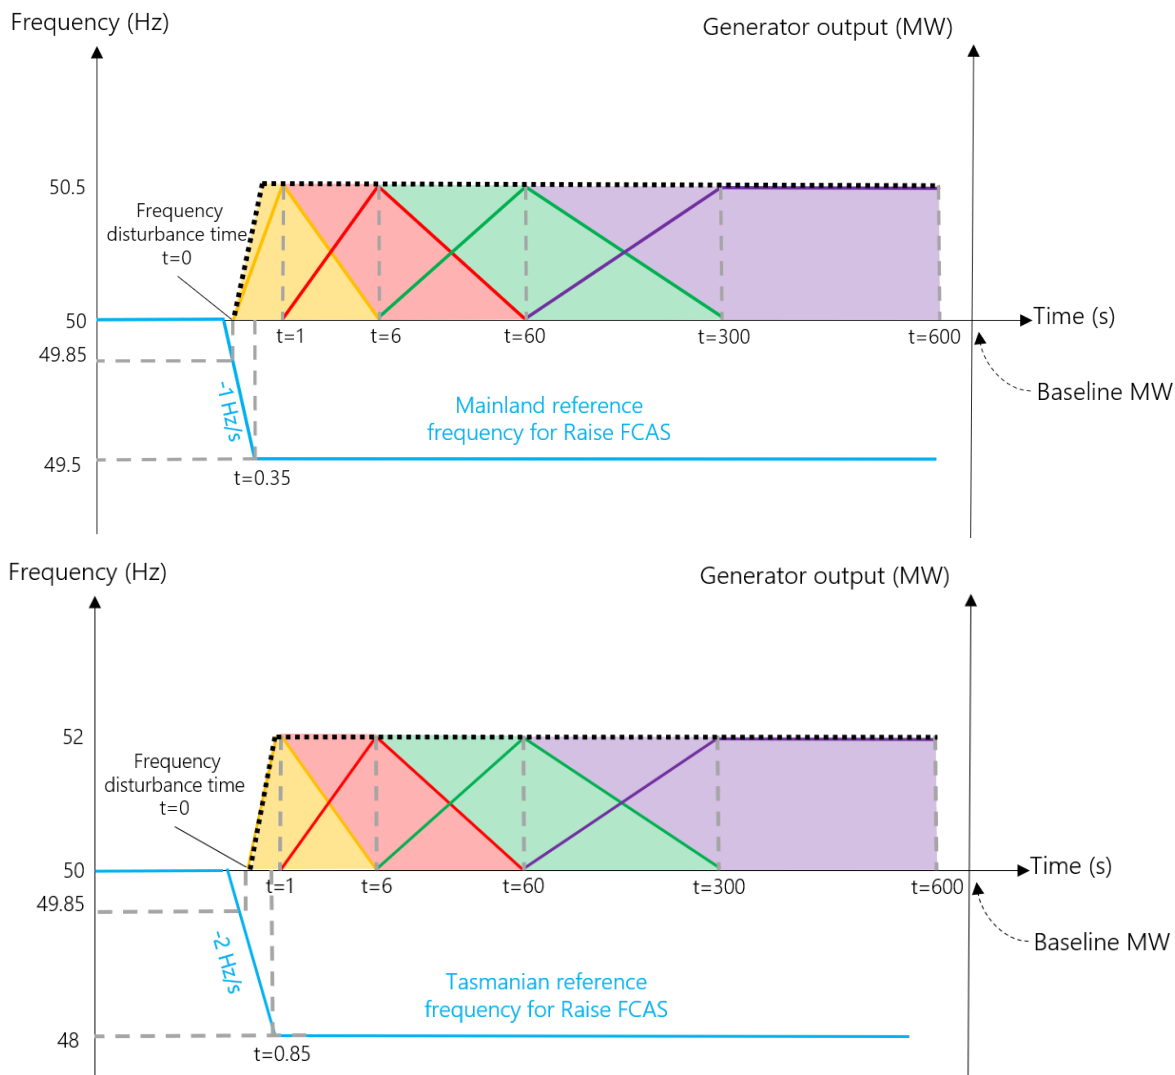 Frequency (Hz)
Generator output (MW)
50.5
Frequency
disturbance time
t=0
50
Time (s)
t=1
t=6
t=60
t=300
t=600
49.85
Baseline MW
-1 Hz/s
Mainland reference
frequency for Raise FCAS
49.5
t=0.35
Frequency (Hz)
Generator output (MW)
52
Frequency
disturbance time
t=0
50
Time (s)
t=1
t=6
t=60
t=300
t=600
49.85
Baseline MW
-2 Hz/s
Tasmanian reference
frequency for Raise FCAS
48
t=0.85